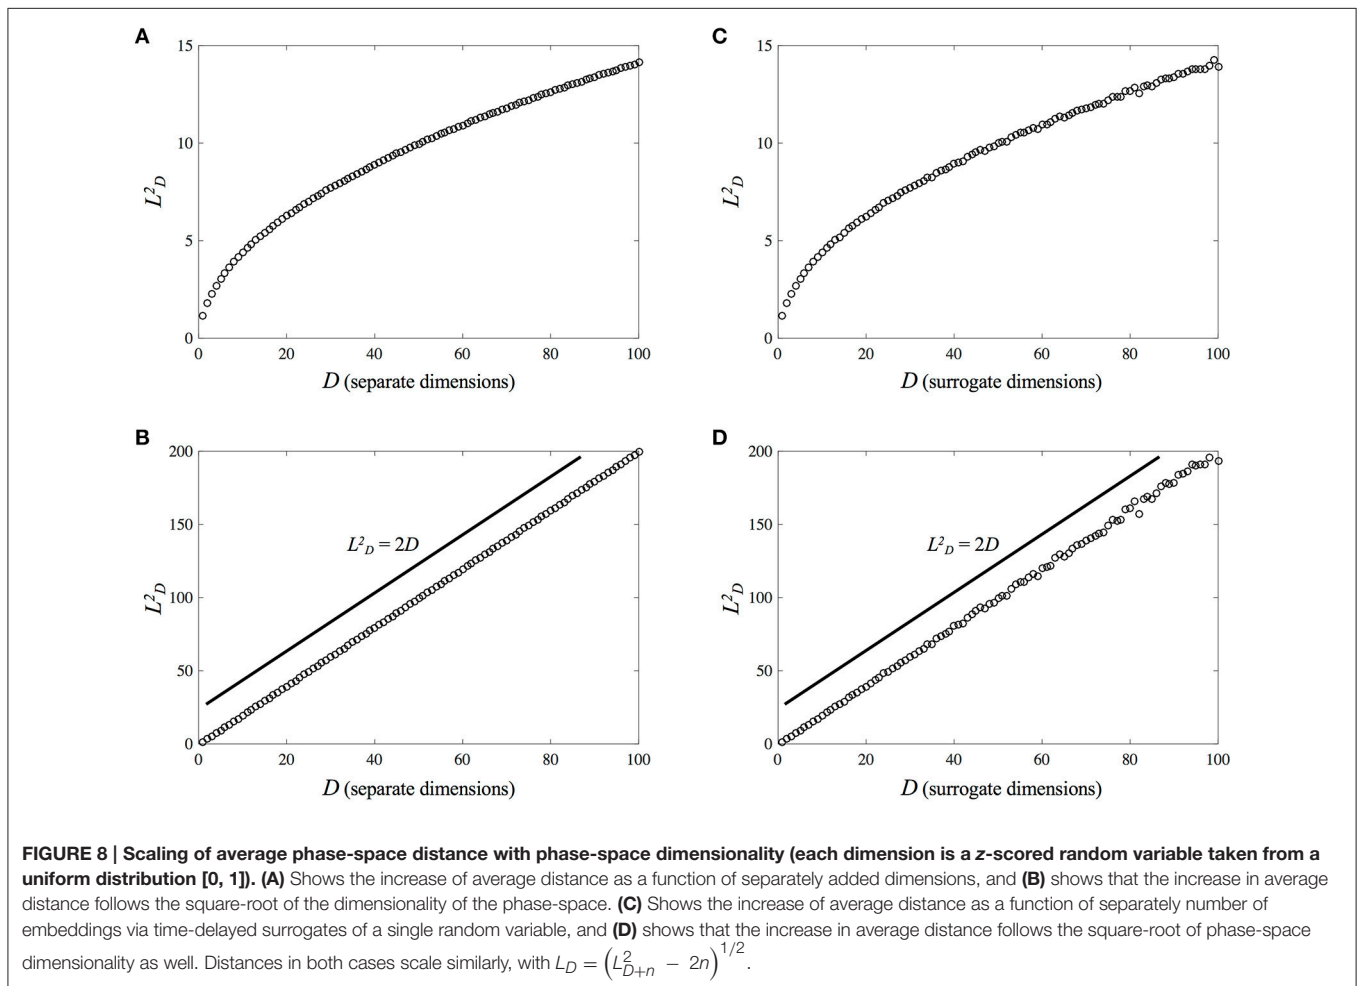 A
15
10
5
0
L²_D
0 20 40 60 80 100
D (separate dimensions)
C
15
10
5
0
L²_D
0 20 40 60 80 100
D (surrogate dimensions)
B
200
150
100
50
0
L²_D
L²_D = 2D
0 20 40 60 80 100
D (separate dimensions)
D
200
150
100
50
0
L²_D
L²_D = 2D
0 20 40 60 80 100
D (surrogate dimensions)
FIGURE 8 | Scaling of average phase-space distance with phase-space dimensionality (each dimension is a z-scored random variable taken from a
uniform distribution [0, 1]). (A) Shows the increase of average distance as a function of separately added dimensions, and (B) shows that the increase in average
distance follows the square-root of the dimensionality of the phase-space. (C) Shows the increase of average distance as a function of separately number of
embeddings via time-delayed surrogates of a single random variable, and (D) shows that the increase in average distance follows the square-root of phase-space
dimensionality as well. Distances in both cases scale similarly, with L_D = (L²_{D+n} − 2n)^{1/2}.